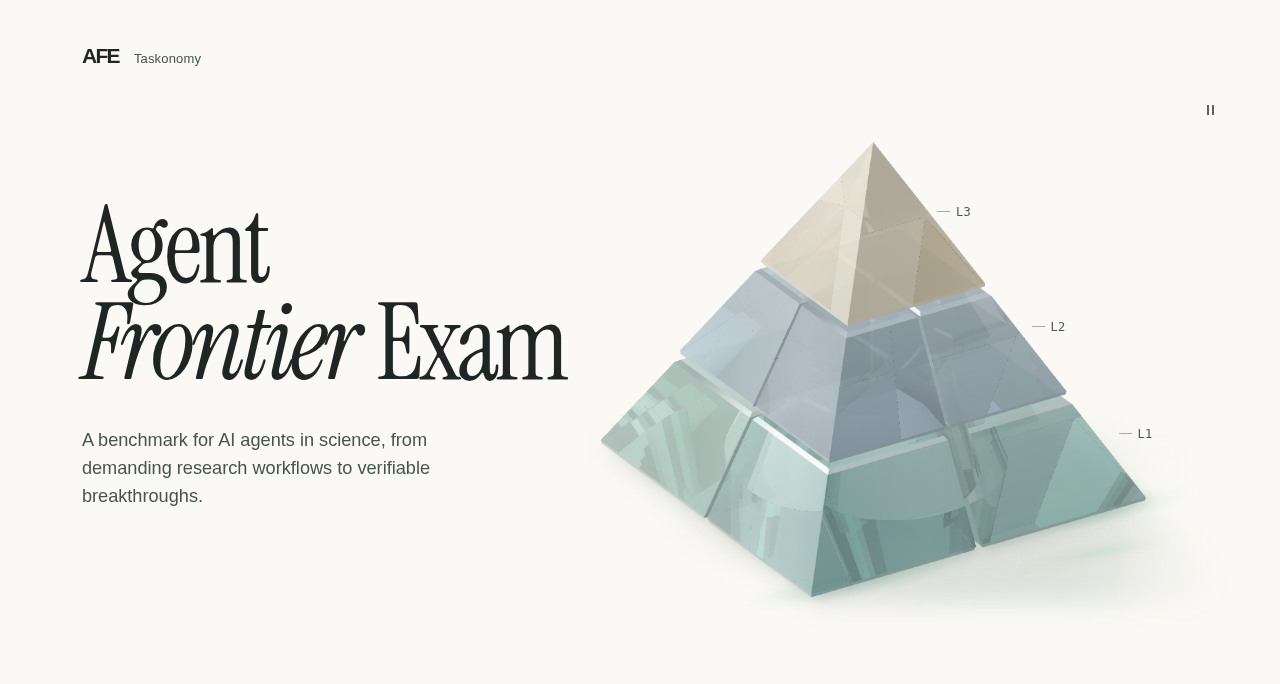 AFE Taskonomy
Agent
Frontier Exam
A benchmark for AI agents in science, from
demanding research workflows to verifiable
breakthroughs.
L3
L2
L1